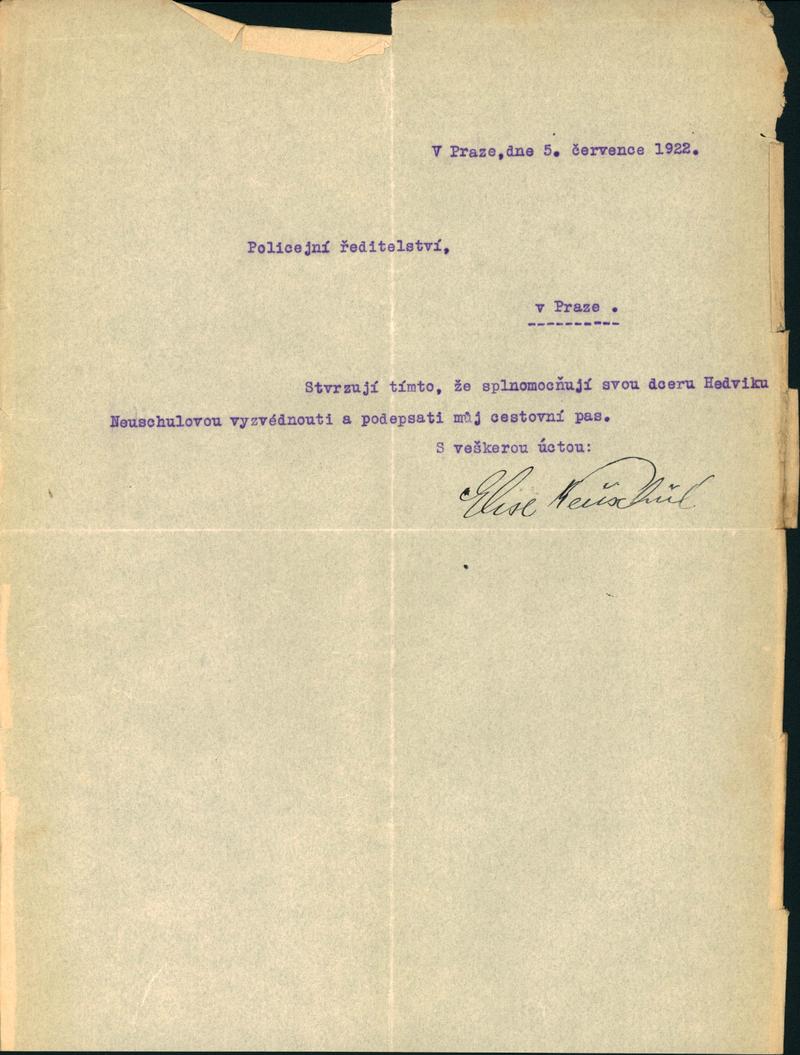 V Praze,dne 5. července 1922.
Policejní ředitelství,
v Praze .
Stvrzují tímto, že splnomocňují svou dceru Hedviku
Neuschulovou vyzvédnouti a podepsati můj cestovní pas.
S veškerou úctou:
Elise Neuschul